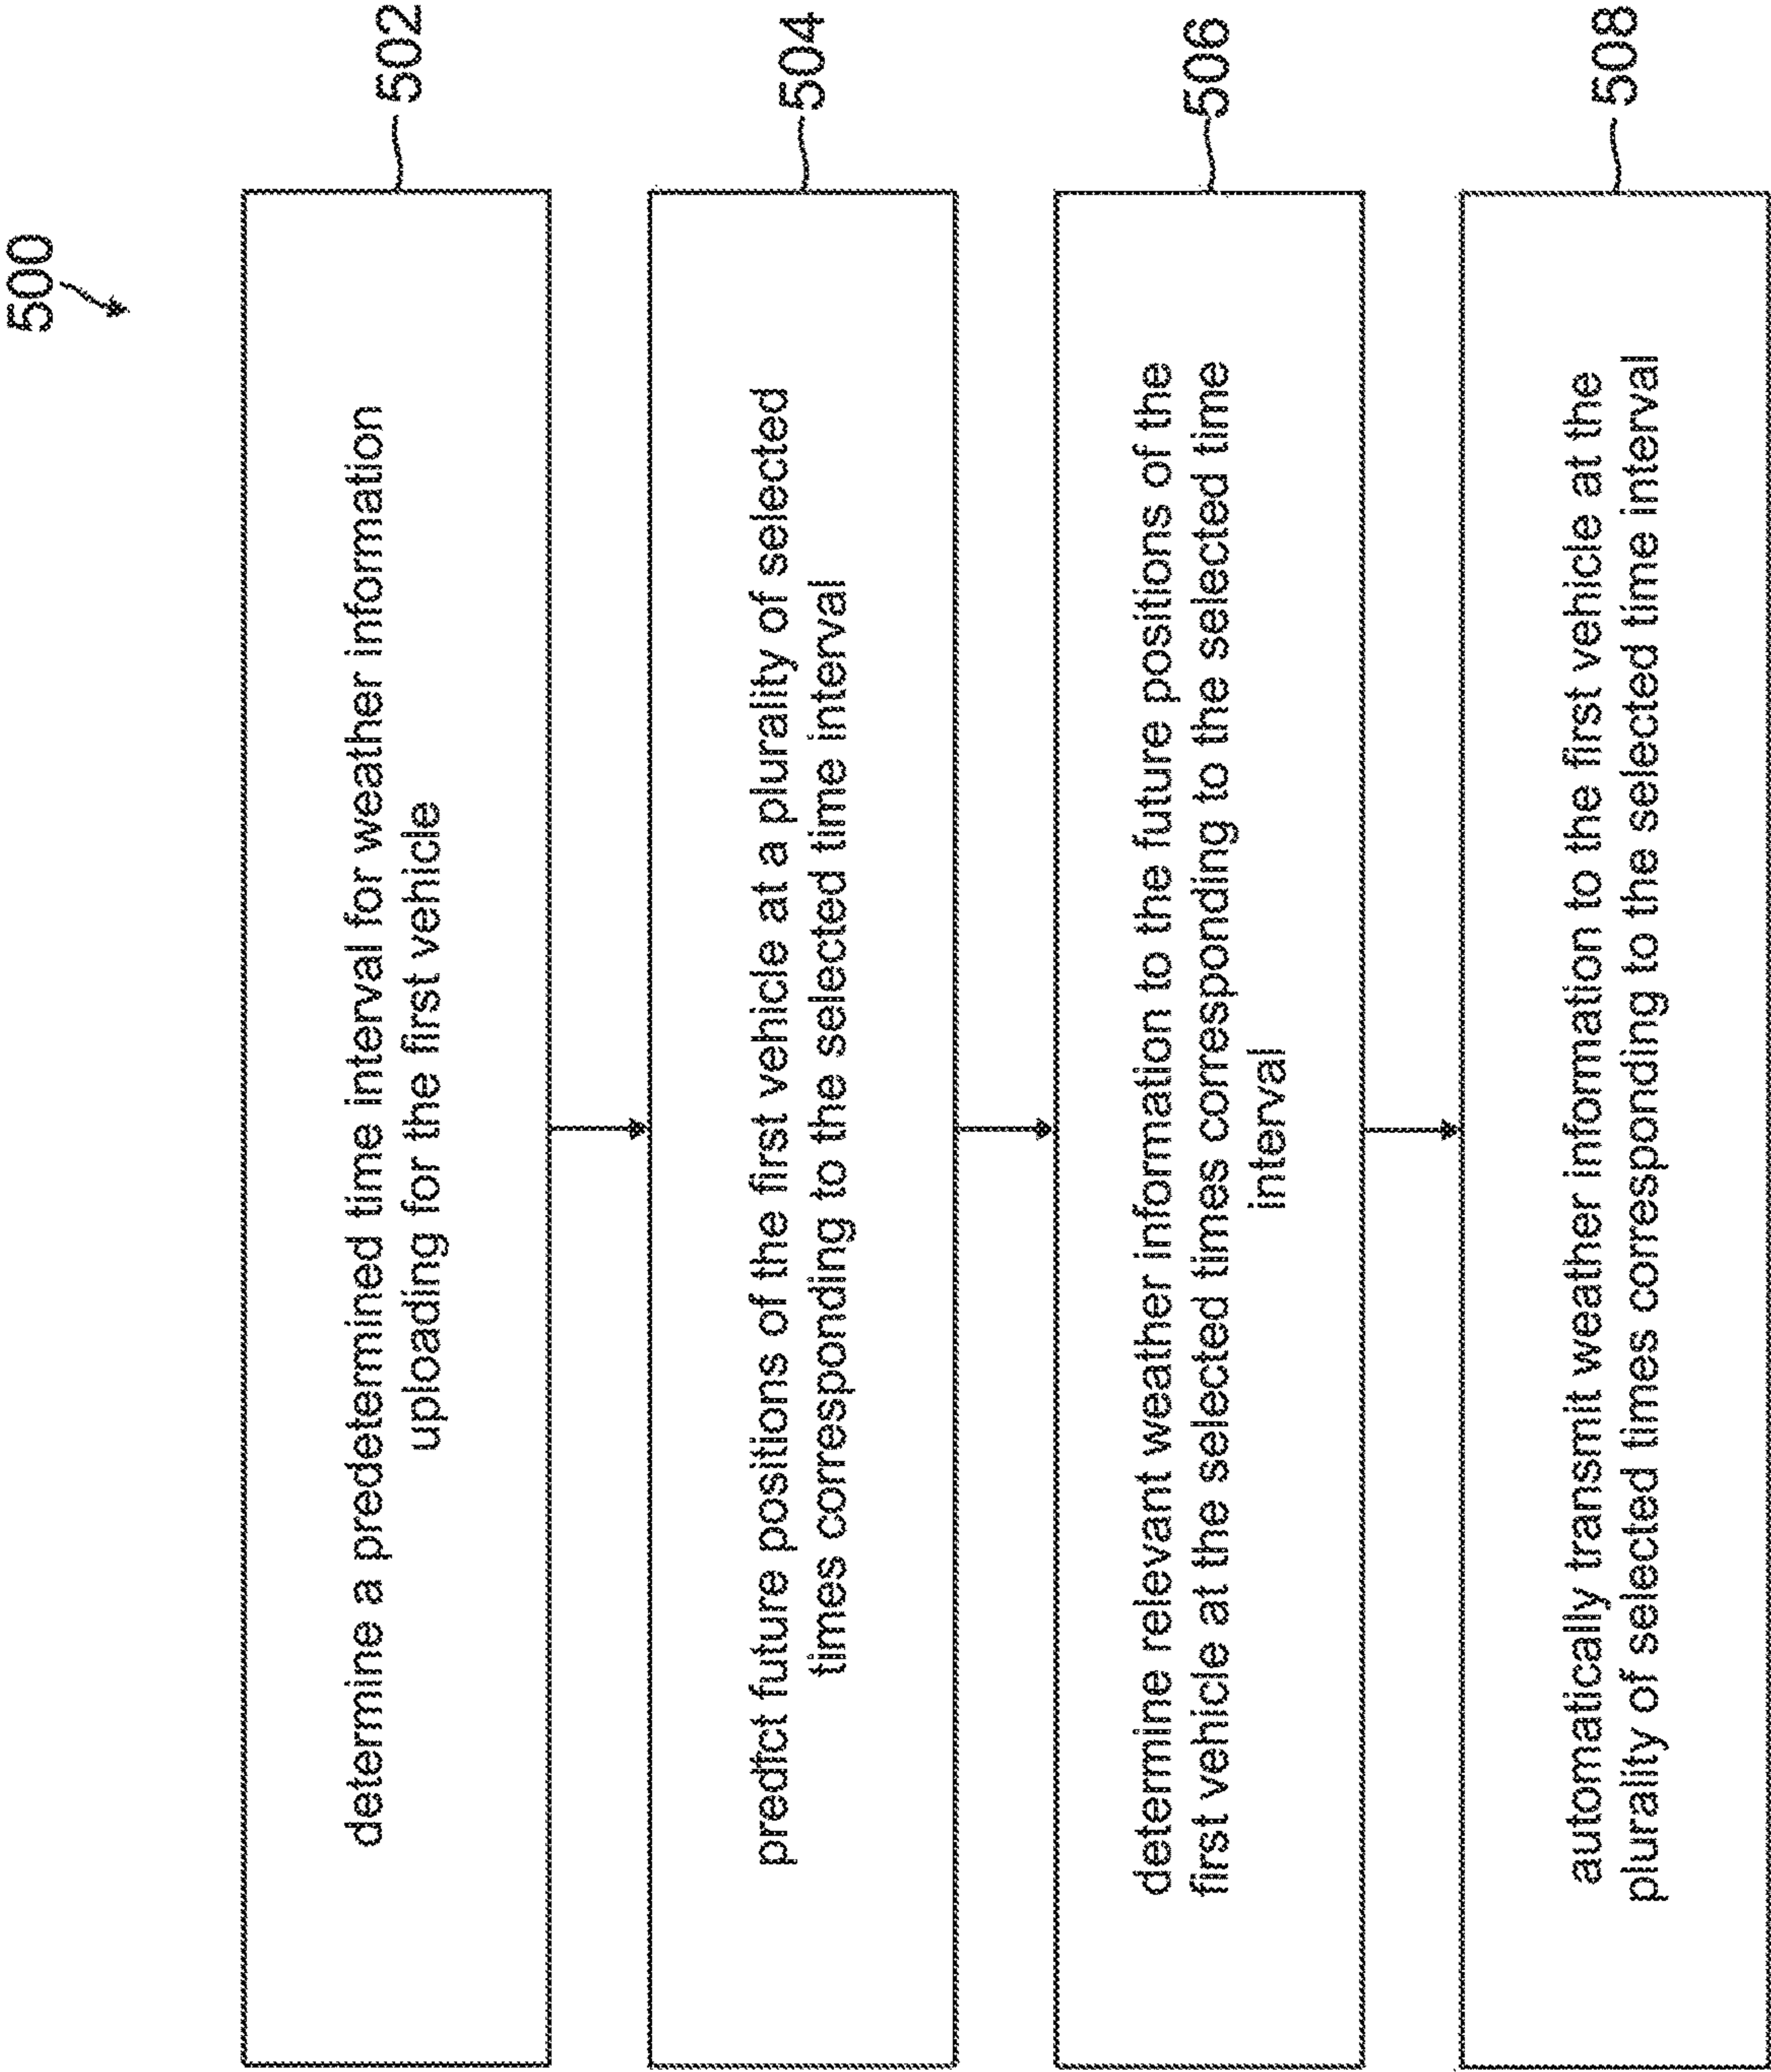 500
determine a predetermined time interval for weather information
uploading for the first vehicle
502
predict future positions of the first vehicle at a plurality of selected
times corresponding to the selected time interval
504
determine relevant weather information to the future positions of the
first vehicle at the selected times corresponding to the selected time
interval
506
automatically transmit weather information to the first vehicle at the
plurality of selected times corresponding to the selected time interval
508